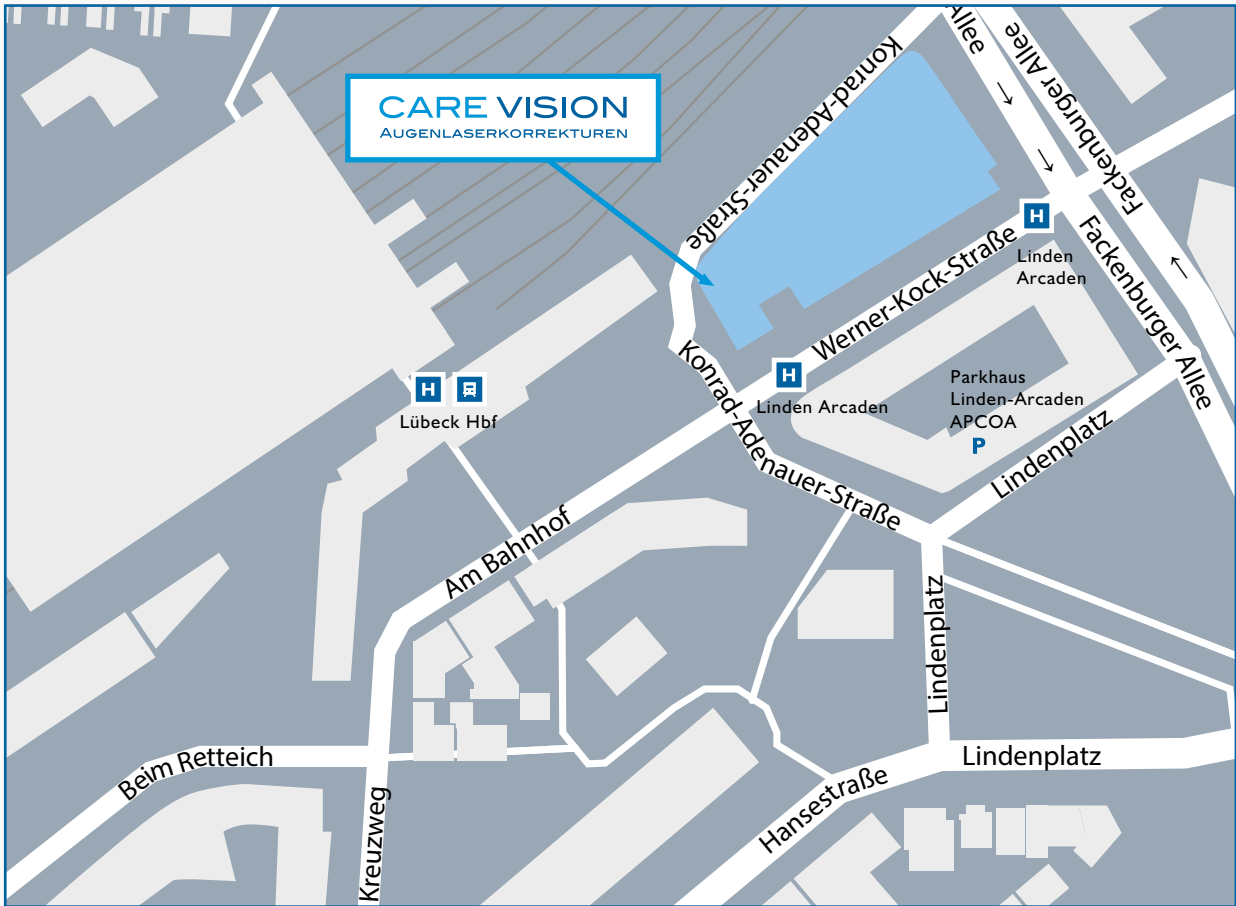 Allee
Fackenburger Allee
→
→
CARE VISION
AUGENLASERKORREKTUREN
Konrad-Adenauer-Straße
H
Linden
Arcaden
Fackenburger Allee
←
Werner-Kock-Straße
H
Linden Arcaden
H
Lübeck Hbf
Konrad-Adenauer-Straße
Parkhaus
Linden-Arcaden
APCOA
P
Lindenplatz
Am Bahnhof
Lindenplatz
Beim Retteich
Lindenplatz
Kreuzweg
Hansestraße